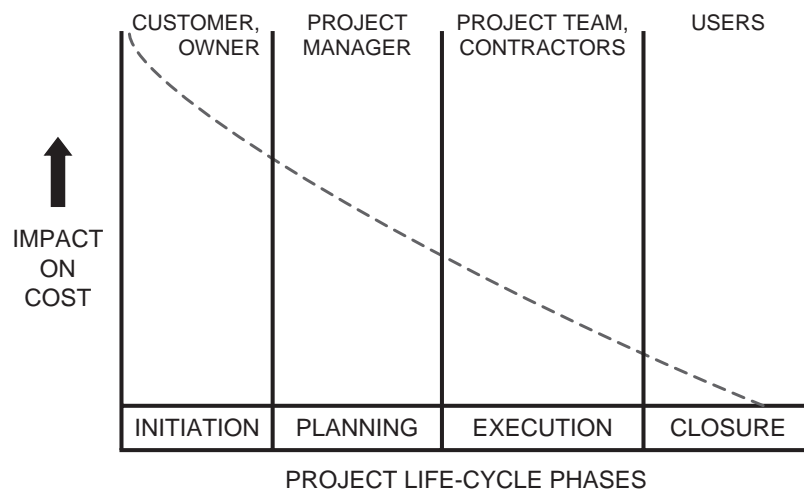 CUSTOMER,
OWNER
PROJECT
MANAGER
PROJECT TEAM,
CONTRACTORS
USERS
IMPACT
ON
COST
INITIATION
PLANNING
EXECUTION
CLOSURE
PROJECT LIFE-CYCLE PHASES